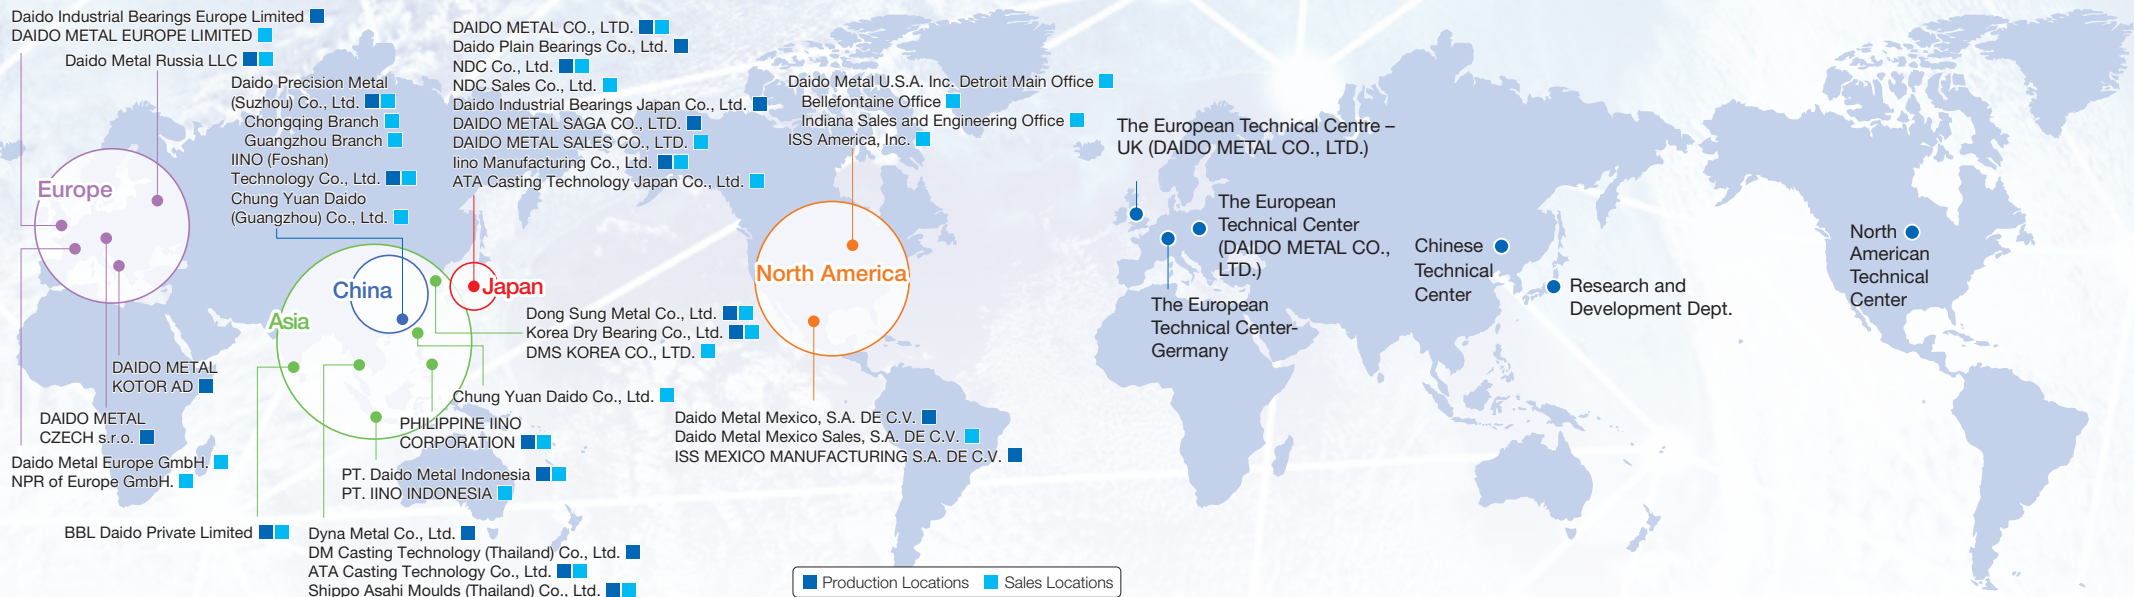 Daido Industrial Bearings Europe Limited
DAIDO METAL EUROPE LIMITED
Daido Metal Russia LLC
Daido Precision Metal
(Suzhou) Co., Ltd.
Chongqing Branch
Guangzhou Branch
IINO (Foshan)
Technology Co., Ltd.
Chung Yuan Daido
(Guangzhou) Co., Ltd.
DAIDO METAL CO., LTD.
Daido Plain Bearings Co., Ltd.
NDC Co., Ltd.
NDC Sales Co., Ltd.
Daido Industrial Bearings Japan Co., Ltd.
DAIDO METAL SAGA CO., LTD.
DAIDO METAL SALES CO., LTD.
Iino Manufacturing Co., Ltd.
ATA Casting Technology Japan Co., Ltd.
Daido Metal U.S.A. Inc. Detroit Main Office
Bellefontaine Office
Indiana Sales and Engineering Office
ISS America, Inc.
Europe
China
Japan
Asia
North America
Dong Sung Metal Co., Ltd.
Korea Dry Bearing Co., Ltd.
DMS KOREA CO., LTD.
Chung Yuan Daido Co., Ltd.
PHILIPPINE IINO
CORPORATION
PT. Daido Metal Indonesia
PT. IINO INDONESIA
DAIDO METAL
KOTOR AD
DAIDO METAL
CZECH s.r.o.
Daido Metal Europe GmbH.
NPR of Europe GmbH.
BBL Daido Private Limited
Dyna Metal Co., Ltd.
DM Casting Technology (Thailand) Co., Ltd.
ATA Casting Technology Co., Ltd.
Shippo Asahi Moulds (Thailand) Co., Ltd.
Daido Metal Mexico, S.A. DE C.V.
Daido Metal Mexico Sales, S.A. DE C.V.
ISS MEXICO MANUFACTURING S.A. DE C.V.
Production Locations
Sales Locations
The European Technical Centre –
UK (DAIDO METAL CO., LTD.)
The European
Technical Center
(DAIDO METAL CO.,
LTD.)
The European
Technical Center-
Germany
Chinese
Technical
Center
Research and
Development Dept.
North
American
Technical
Center